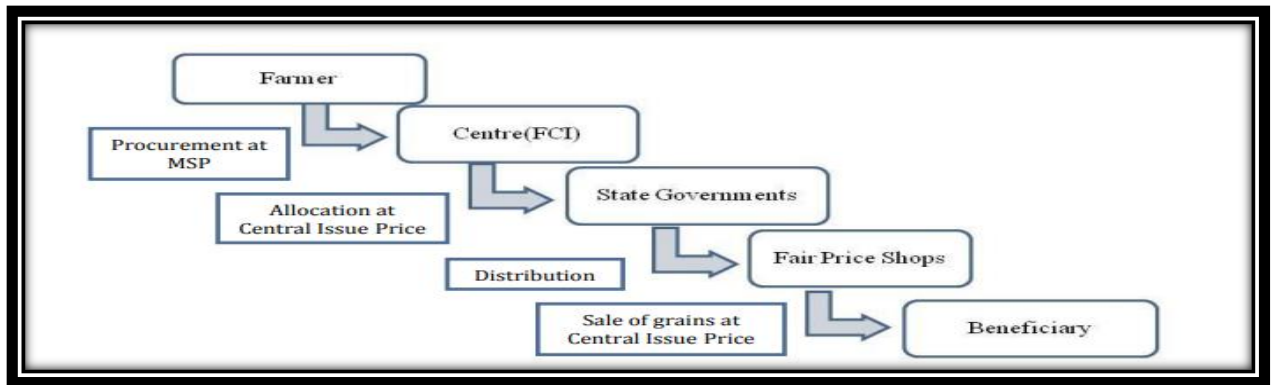 Farmer
Procurement at
MSP
Centre(FCI)
Allocation at
Central Issue Price
State Governments
Distribution
Fair Price Shops
Sale of grains at
Central Issue Price
Beneficiary